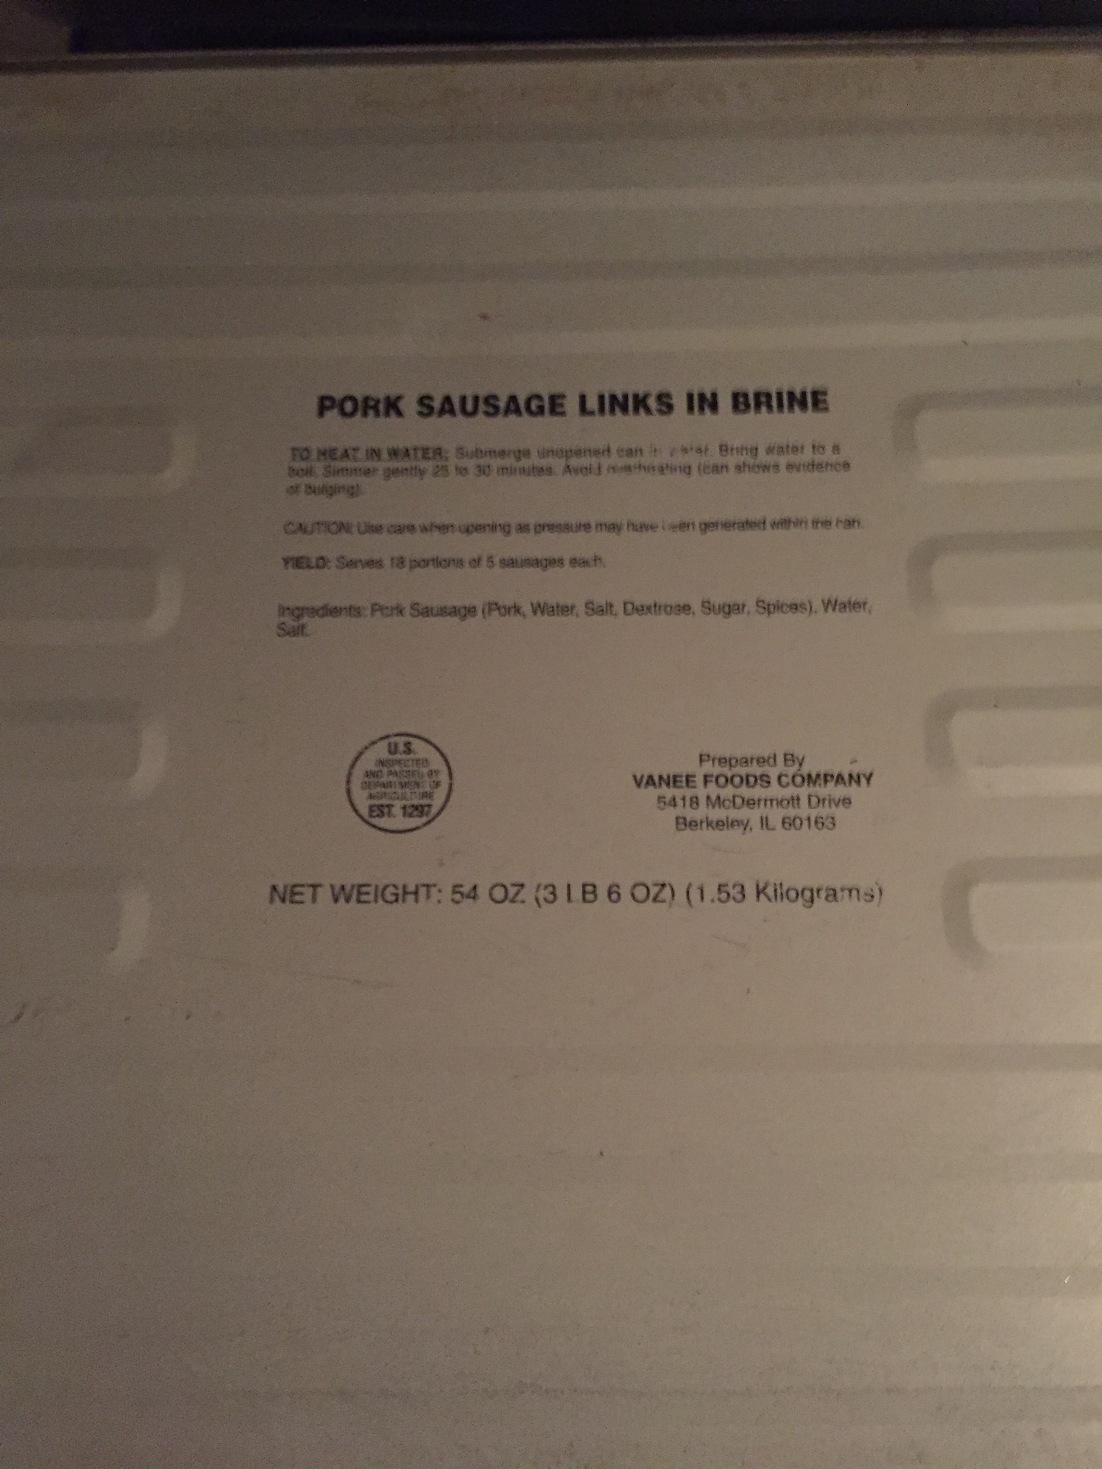 PORK SAUSAGE LINKS IN BRINE
TO HEAT IN WATER: Submerge unopened can in water. Bring water to a
boil. Simmer gently 25 to 30 minutes. Avoid overheating (can shows evidence
of bulging).
CAUTION: Use care when opening as pressure may have been generated within the can.
YIELD: Serves 18 portions of 5 sausages each.
Ingredients: Pork Sausage (Pork, Water, Salt, Dextrose, Sugar, Spices), Water,
Salt.
U.S.
INSPECTED
AND PASSED BY
DEPARTMENT OF
AGRICULTURE
EST. 1297
Prepared By
VANEE FOODS COMPANY
5418 McDermott Drive
Berkeley, IL 60163
NET WEIGHT: 54 OZ (3 LB 6 OZ) (1.53 Kilograms)